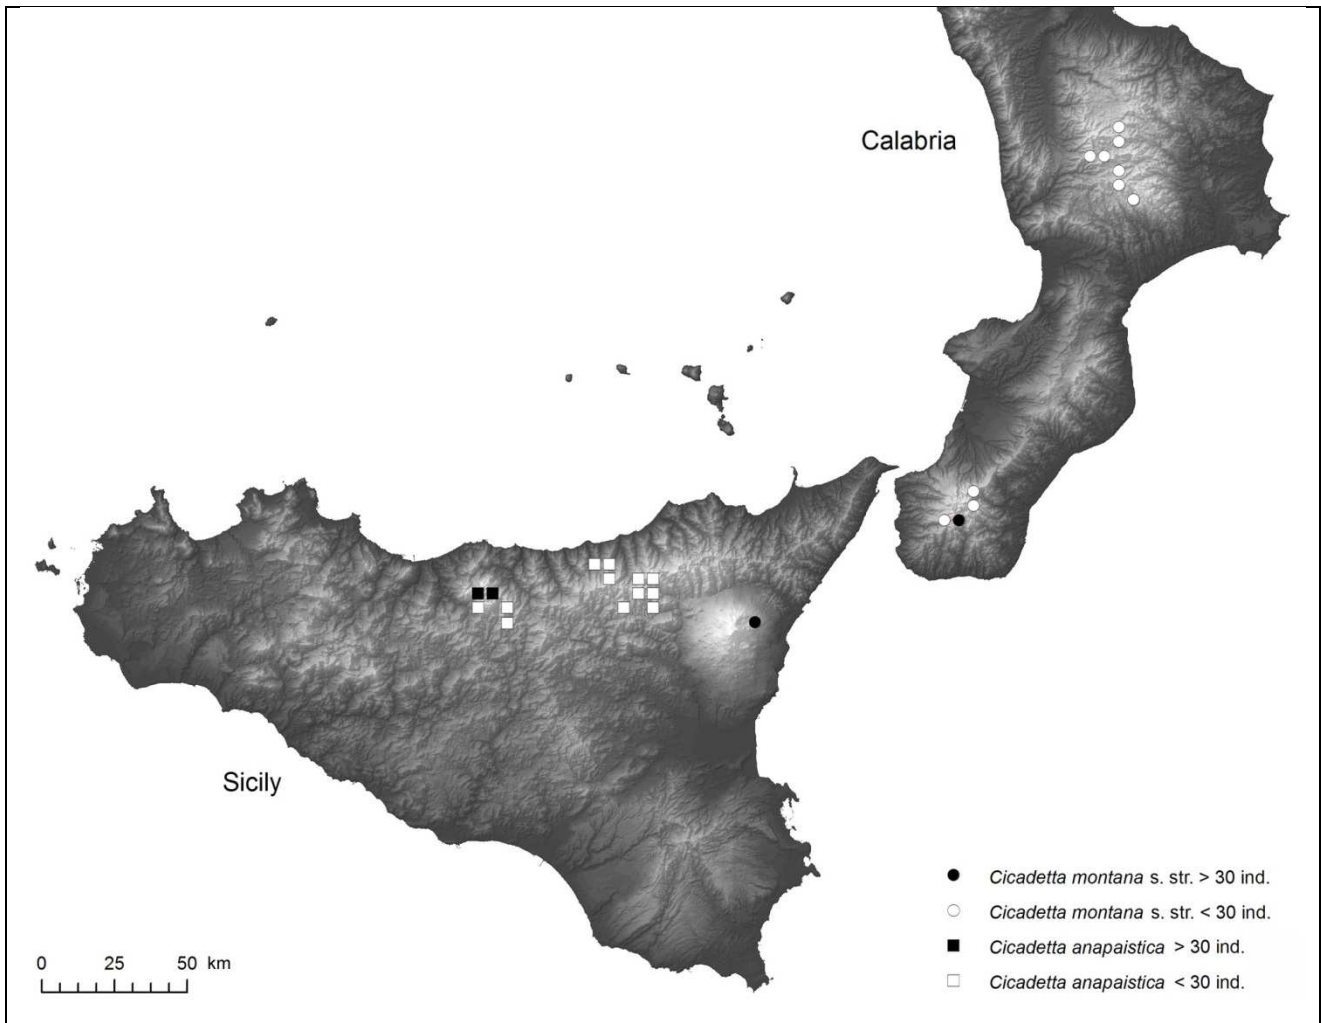 Calabria
Sicily
Cicadetta montana s. str. > 30 ind.
Cicadetta montana s. str. < 30 ind.
Cicadetta anapaistica > 30 ind.
Cicadetta anapaistica < 30 ind.
0 25 50 km